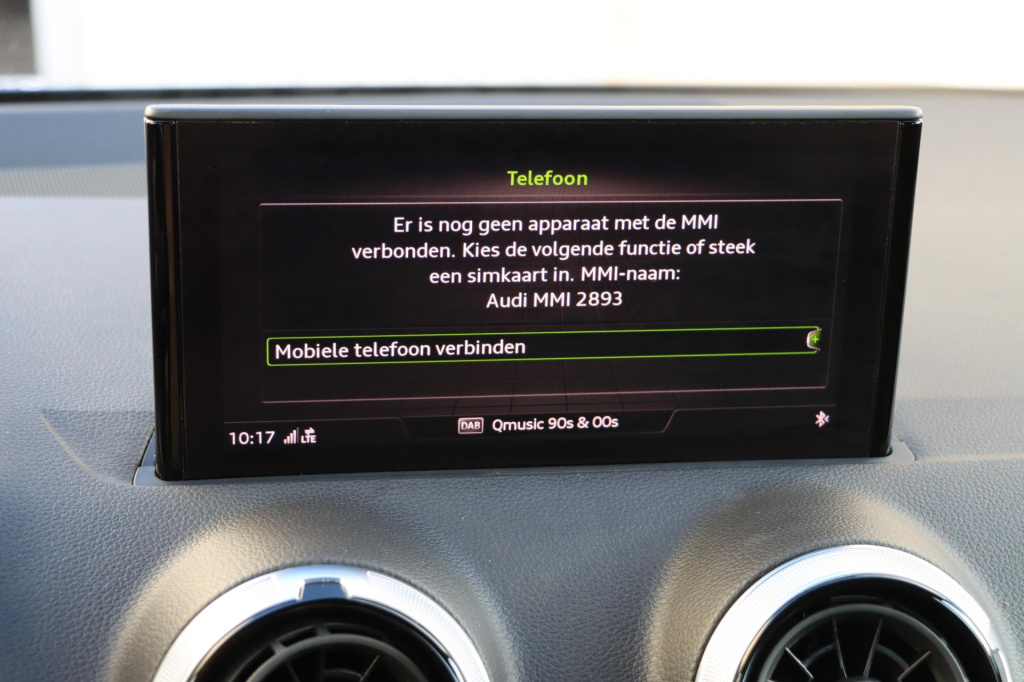 Telefoon
Er is nog geen apparaat met de MMI
verbonden. Kies de volgende functie of steek
een simkaart in. MMI-naam:
Audi MMI 2893
Mobiele telefoon verbinden
10:17 LTE DAB Qmusic 90s & 00s